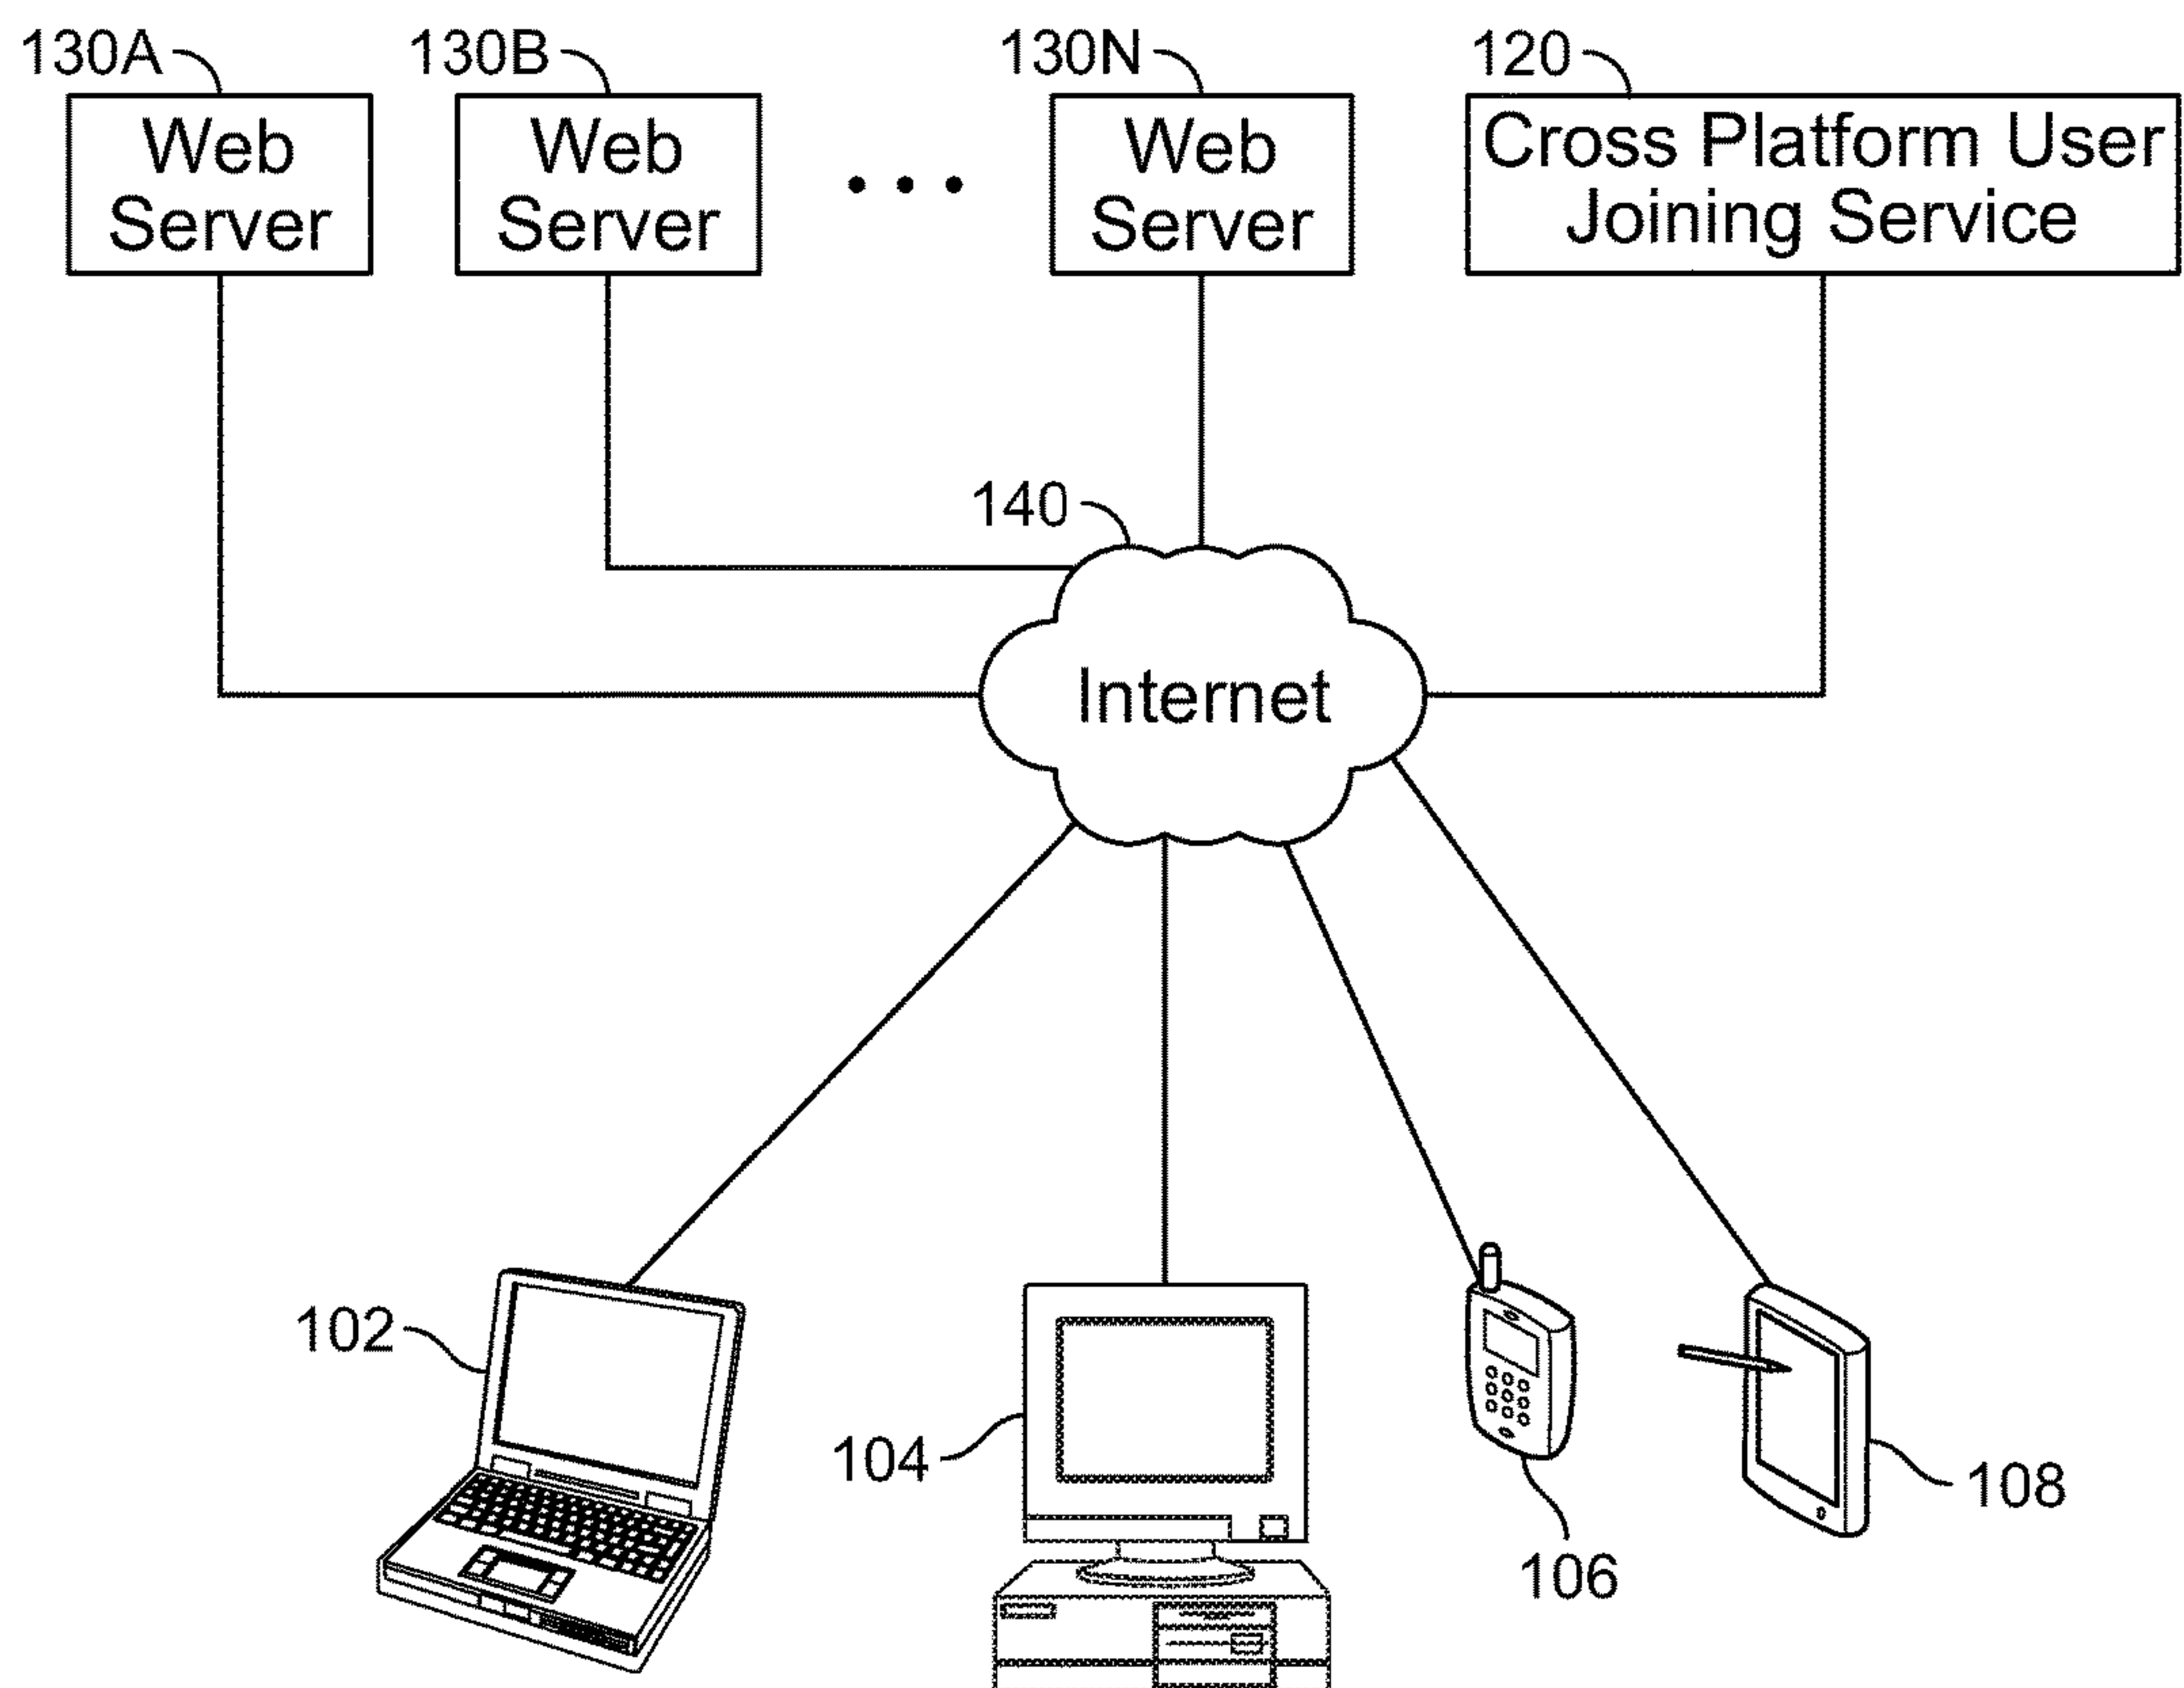 130A
130B
130N
120
Web
Server
Web
Server
...
Web
Server
Cross Platform User
Joining Service
140
Internet
102
104
106
108